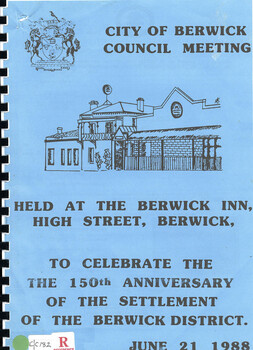 CITY OF BERWICK
COUNCIL MEETING
HELD AT THE BERWICK INN,
HIGH STREET, BERWICK,
TO CELEBRATE THE
THE 150th ANNIVERSARY
OF THE SETTLEMENT
OF THE BERWICK DISTRICT.
JUNE 21 1988
R